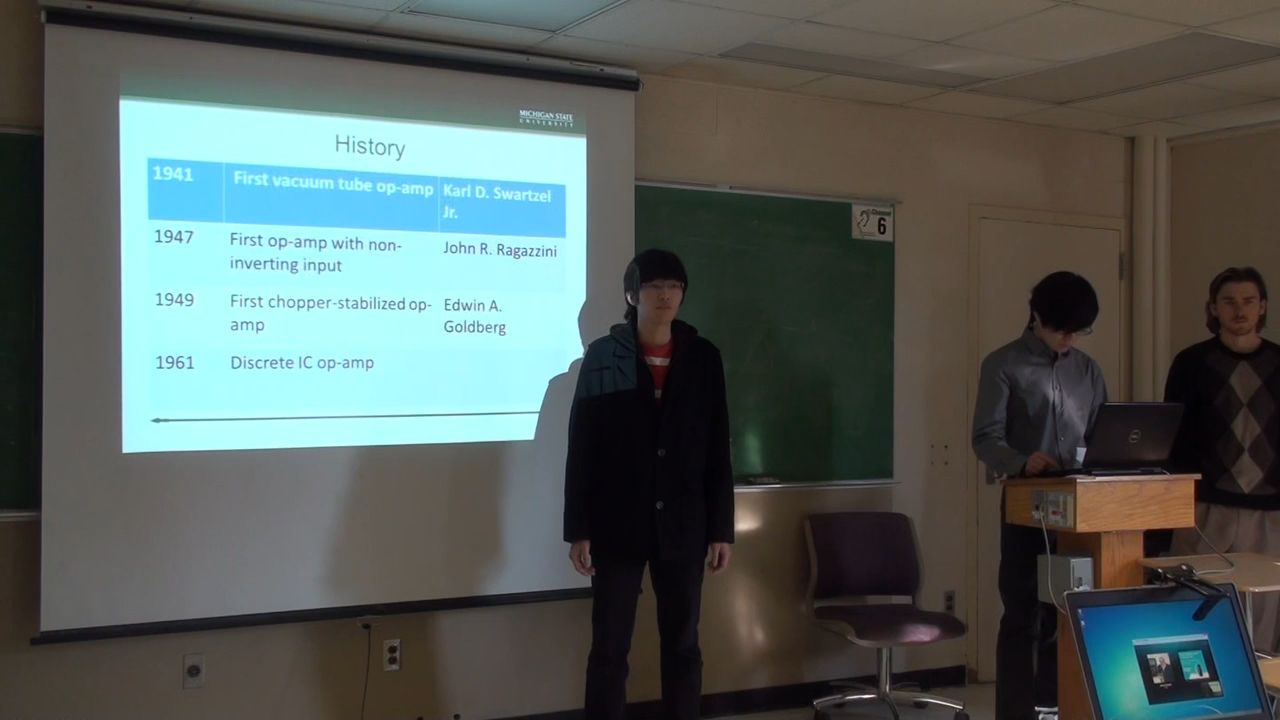 MICHIGAN STATE
UNIVERSITY
History
1941 First vacuum tube op-amp Karl D. Swartzel
Jr.
1947 First op-amp with non- John R. Ragazzini
inverting input
1949 First chopper-stabilized op- Edwin A.
amp Goldberg
1961 Discrete IC op-amp
Channel
6
DELL